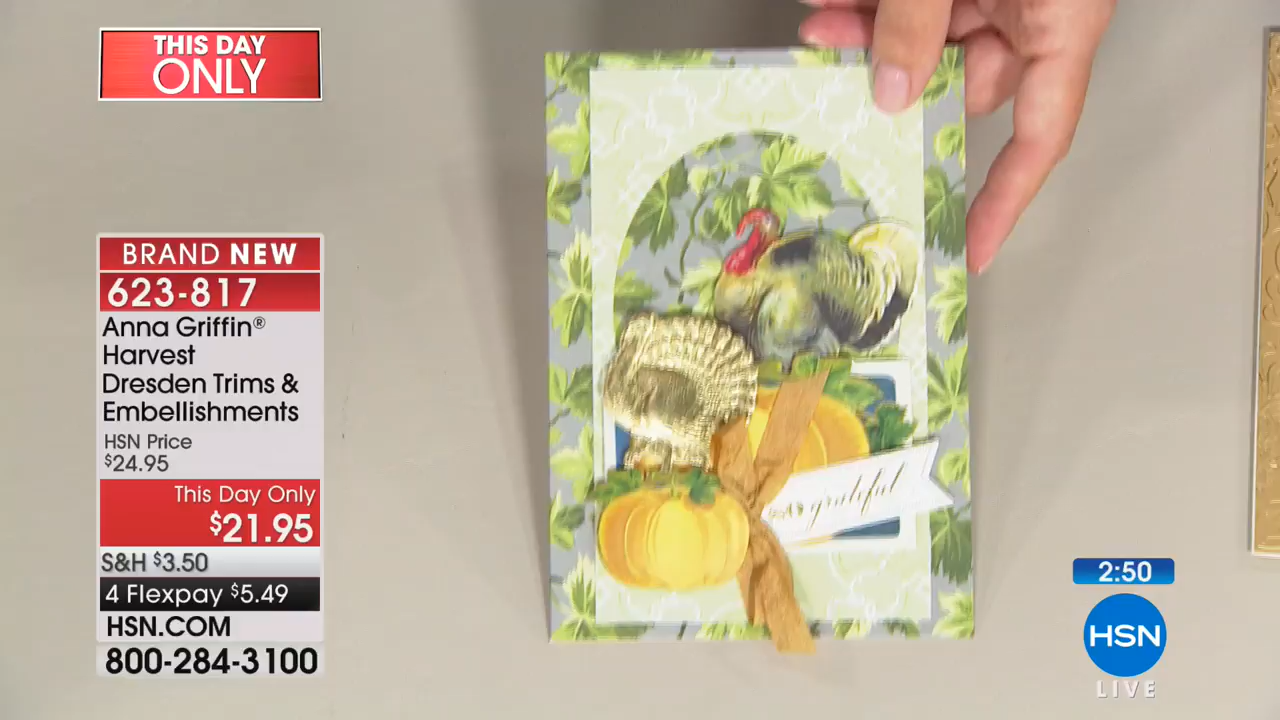 THIS DAY
ONLY
BRAND NEW
623-817
Anna Griffin®
Harvest
Dresden Trims &
Embellishments
HSN Price
$24.95
This Day Only
$21.95
S&H $3.50
4 Flexpay $5.49
HSN.COM
800-284-3100
grateful
2:50
HSN
LIVE